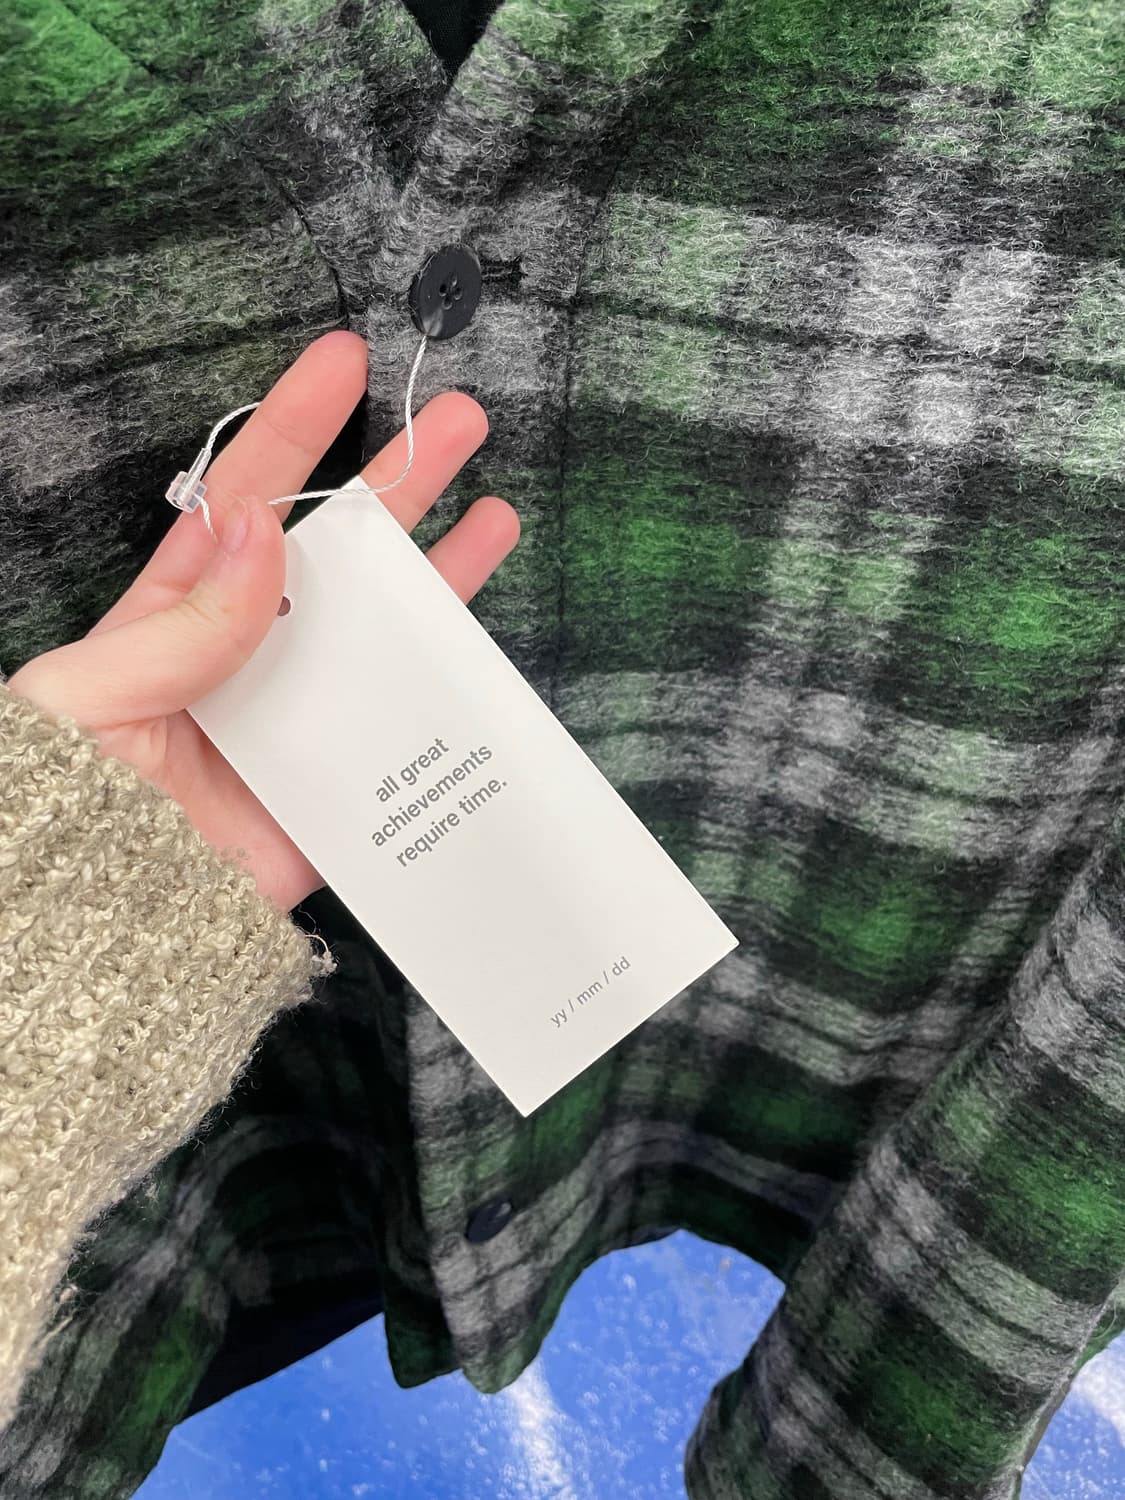 all great
achievements
require time.
yy / mm / dd